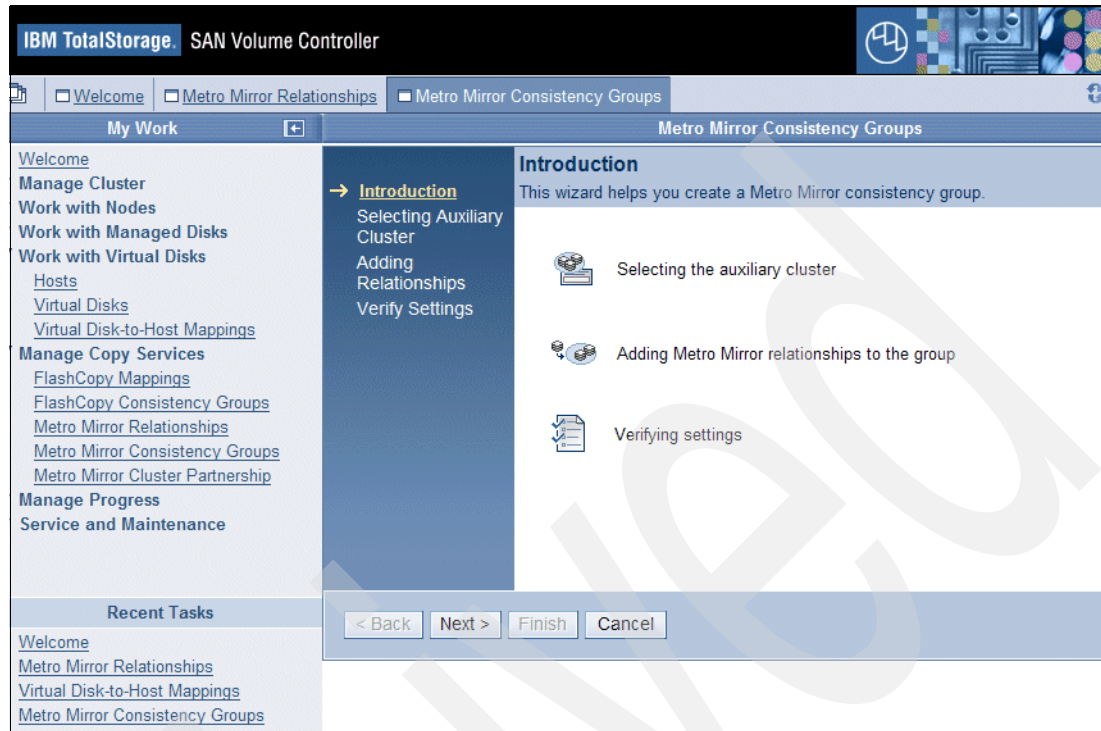 IBM TotalStorage. SAN Volume Controller
Welcome
Metro Mirror Relationships
Metro Mirror Consistency Groups
My Work
Metro Mirror Consistency Groups
Welcome
Manage Cluster
Work with Nodes
Work with Managed Disks
Work with Virtual Disks
Hosts
Virtual Disks
Virtual Disk-to-Host Mappings
Manage Copy Services
FlashCopy Mappings
FlashCopy Consistency Groups
Metro Mirror Relationships
Metro Mirror Consistency Groups
Metro Mirror Cluster Partnership
Manage Progress
Service and Maintenance
Recent Tasks
Welcome
Metro Mirror Relationships
Virtual Disk-to-Host Mappings
Metro Mirror Consistency Groups
Introduction
Selecting Auxiliary
Cluster
Adding
Relationships
Verify Settings
Introduction
This wizard helps you create a Metro Mirror consistency group.
Selecting the auxiliary cluster
Adding Metro Mirror relationships to the group
Verifying settings
< Back
Next >
Finish
Cancel